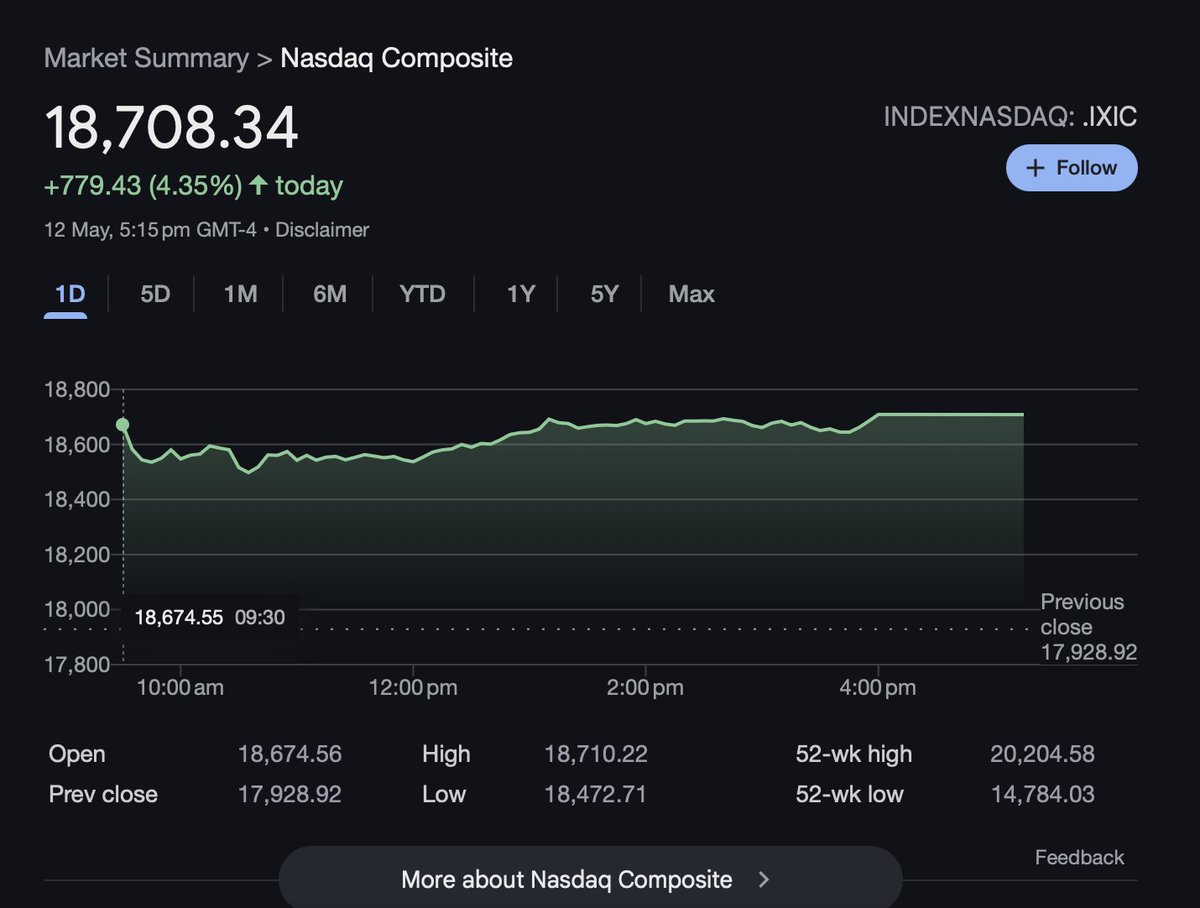 Market Summary > Nasdaq Composite
18,708.34
INDEXNASDAQ: .IXIC
+ Follow
+779.43 (4.35%) ↑ today
12 May, 5:15 pm GMT-4 • Disclaimer
1D 5D 1M 6M YTD 1Y 5Y Max
18,800
18,600
18,400
18,200
18,000
17,800
18,674.55 09:30
Previous
close
17,928.92
10:00 am 12:00 pm 2:00 pm 4:00 pm
Open 18,674.56 High 18,710.22 52-wk high 20,204.58
Prev close 17,928.92 Low 18,472.71 52-wk low 14,784.03
Feedback
More about Nasdaq Composite >